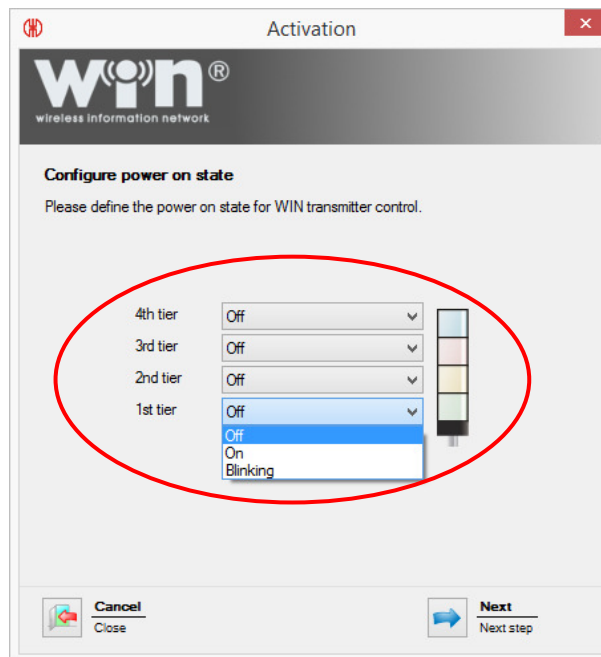 Activation
WIN®
wireless information network
Configure power on state
Please define the power on state for WIN transmitter control.
4th tier Off
3rd tier Off
2nd tier Off
1st tier Off
Off
On
Blinking
Cancel
Close
Next
Next step